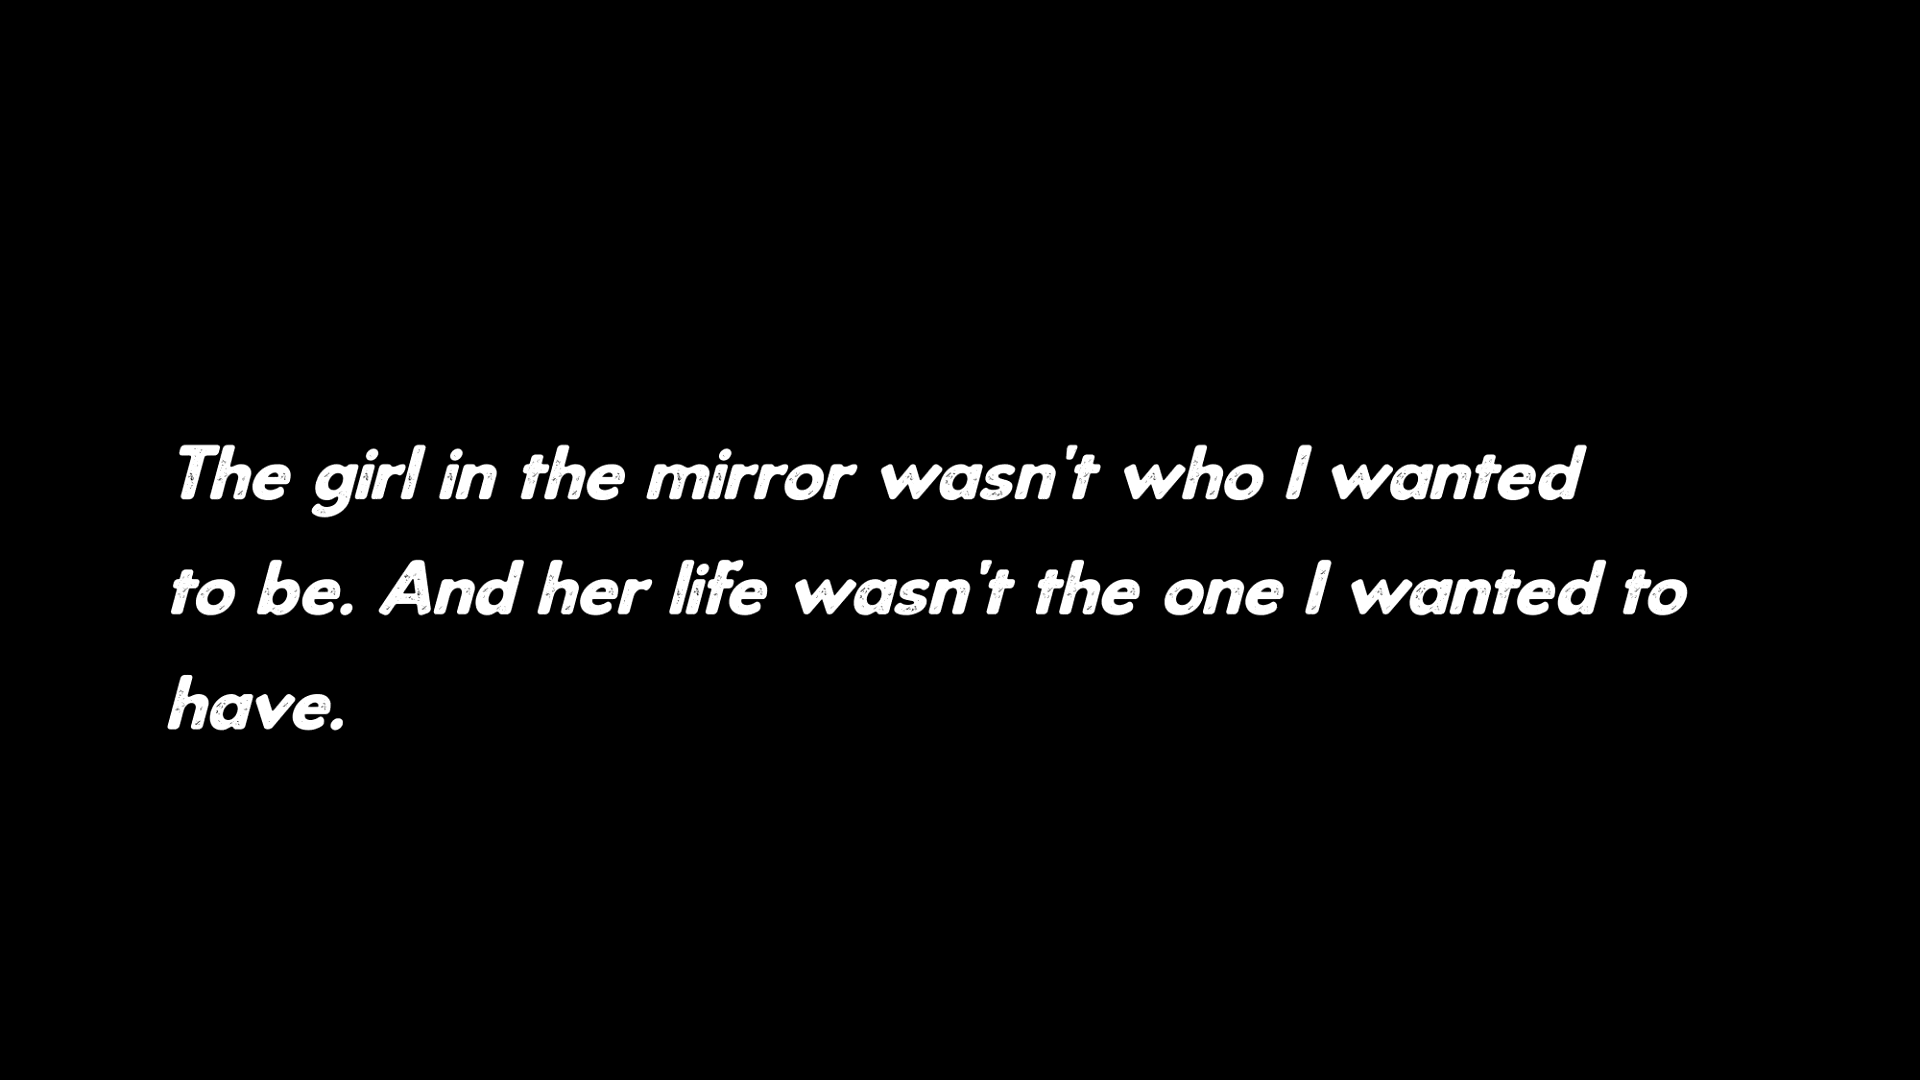 The girl in the mirror wasn't who I wanted
to be. And her life wasn't the one I wanted to
have.